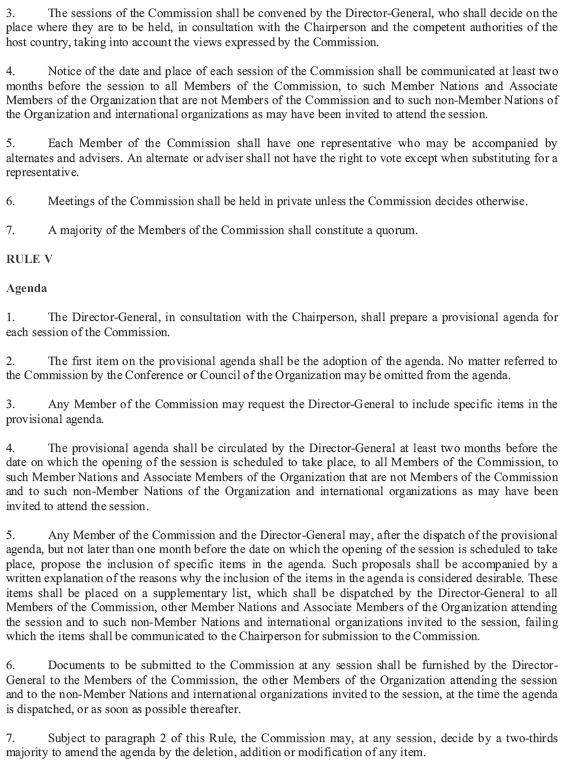 3. The sessions of the Commission shall be convened by the Director-General, who shall decide on the
place where they are to be held, in consultation with the Chairperson and the competent authorities of the
host country, taking into account the views expressed by the Commission.
4. Notice of the date and place of each session of the Commission shall be communicated at least two
months before the session to all Members of the Commission, to such Member Nations and Associate
Members of the Organization that are not Members of the Commission and to such non-Member Nations of
the Organization and international organizations as may have been invited to attend the session.
5. Each Member of the Commission shall have one representative who may be accompanied by
alternates and advisers. An alternate or adviser shall not have the right to vote except when substituting for a
representative.
6. Meetings of the Commission shall be held in private unless the Commission decides otherwise.
7. A majority of the Members of the Commission shall constitute a quorum.
RULE V
Agenda
1. The Director-General, in consultation with the Chairperson, shall prepare a provisional agenda for
each session of the Commission.
2. The first item on the provisional agenda shall be the adoption of the agenda. No matter referred to
the Commission by the Conference or Council of the Organization may be omitted from the agenda.
3. Any Member of the Commission may request the Director-General to include specific items in the
provisional agenda.
4. The provisional agenda shall be circulated by the Director-General at least two months before the
date on which the opening of the session is scheduled to take place, to all Members of the Commission, to
such Member Nations and Associate Members of the Organization that are not Members of the Commission
and to such non-Member Nations of the Organization and international organizations as may have been
invited to attend the session.
5. Any Member of the Commission and the Director-General may, after the dispatch of the provisional
agenda, but not later than one month before the date on which the opening of the session is scheduled to take
place, propose the inclusion of specific items in the agenda. Such proposals shall be accompanied by a
written explanation of the reasons why the inclusion of the items in the agenda is considered desirable. These
items shall be placed on a supplementary list, which shall be dispatched by the Director-General to all
Members of the Commission, other Member Nations and Associate Members of the Organization attending
the session and to such non-Member Nations and international organizations invited to the session, failing
which the items shall be communicated to the Chairperson for submission to the Commission.
6. Documents to be submitted to the Commission at any session shall be furnished by the Director-
General to the Members of the Commission, the other Members of the Organization attending the session
and to the non-Member Nations and international organizations invited to the session, at the time the agenda
is dispatched, or as soon as possible thereafter.
7. Subject to paragraph 2 of this Rule, the Commission may, at any session, decide by a two-thirds
majority to amend the agenda by the deletion, addition or modification of any item.